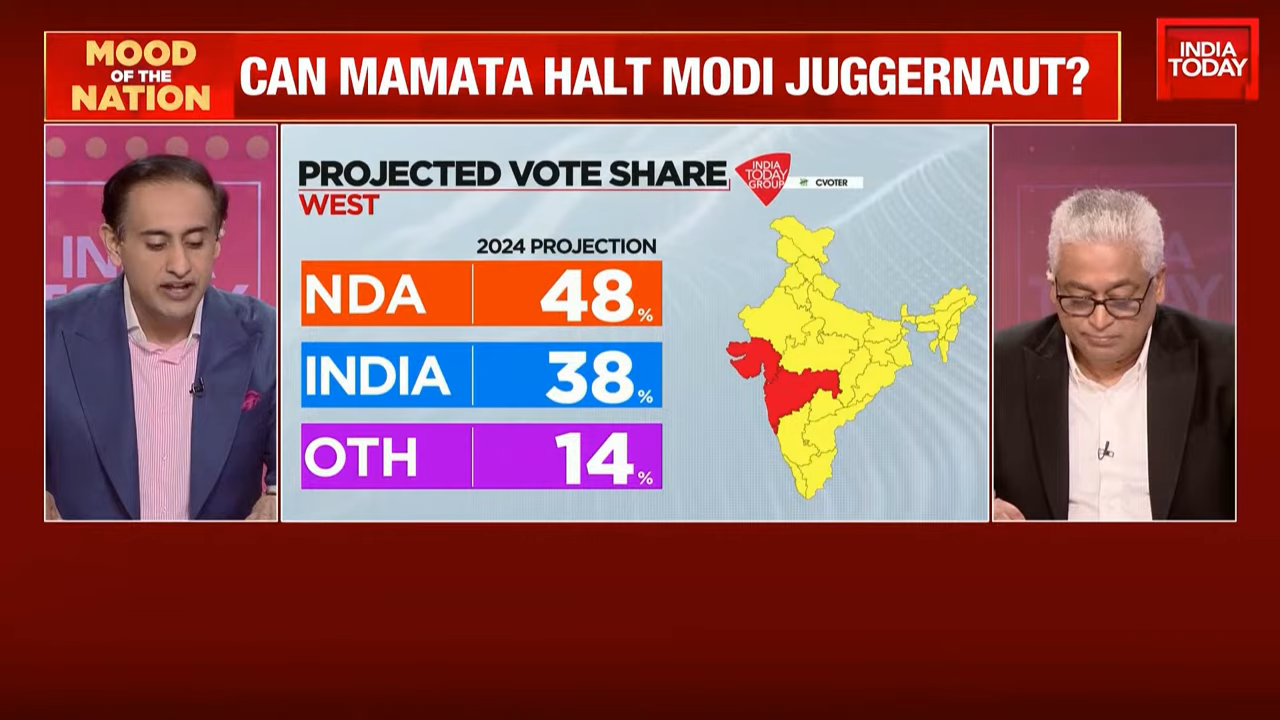 MOOD
OF THE
NATION
CAN MAMATA HALT MODI JUGGERNAUT?
INDIA
TODAY
PROJECTED VOTE SHARE
INDIA
TODAY
GROUP
CVOTER
WEST
2024 PROJECTION
NDA 48%
INDIA 38%
OTH 14%